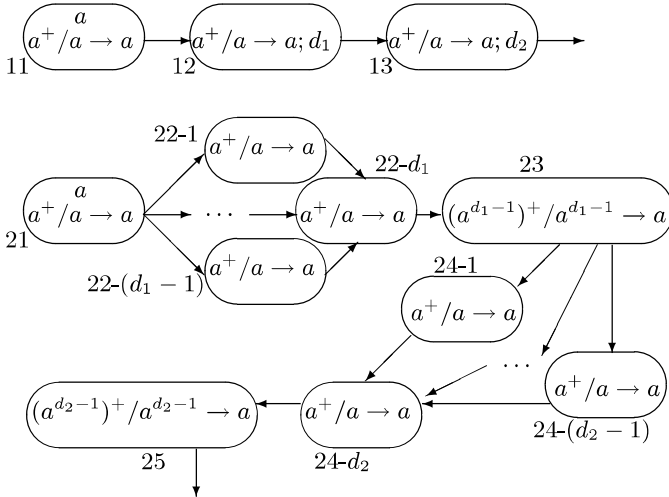 a
a⁺/a → a
a⁺/a → a; d₁
a⁺/a → a; d₂
11
12
13
22-1
a⁺/a → a
22-d₁
23
a
a⁺/a → a
· · ·
a⁺/a → a
(a^{d₁−1})⁺/a^{d₁−1} → a
21
22-(d₁ − 1)
a⁺/a → a
24-1
a⁺/a → a
· · ·
a⁺/a → a
(a^{d₂−1})⁺/a^{d₂−1} → a
a⁺/a → a
24-(d₂ − 1)
25
24-d₂